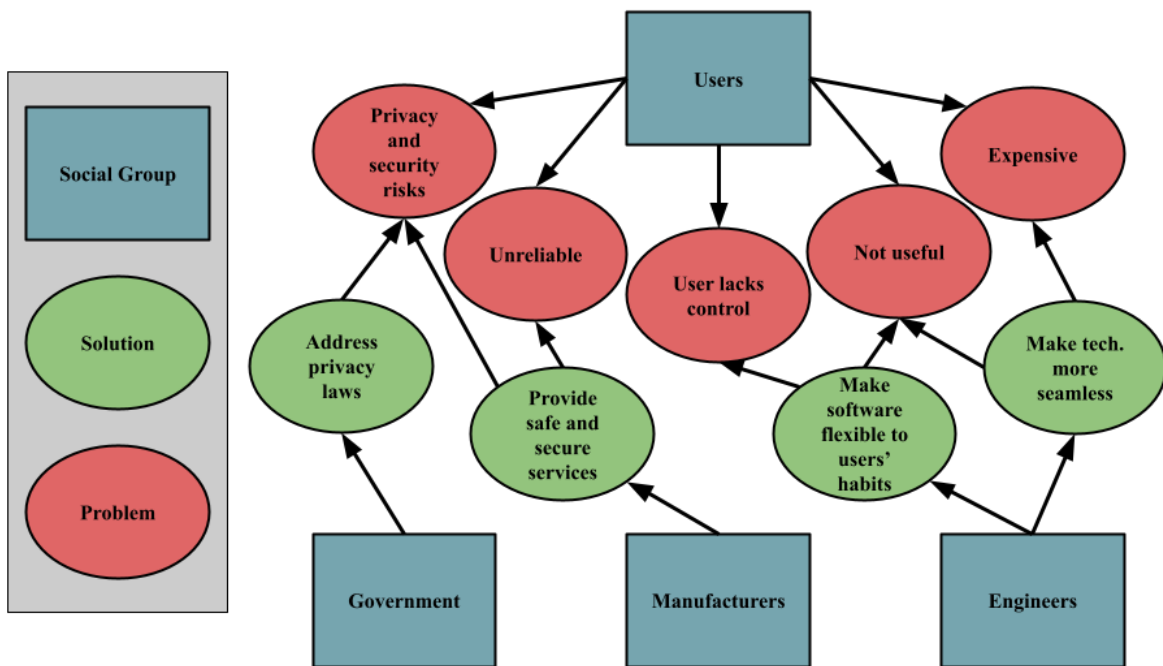 Social Group
Solution
Problem
Users
Privacy
and
security
risks
Expensive
Unreliable
Not useful
User lacks
control
Address
privacy
laws
Make tech.
more
seamless
Provide
safe and
secure
services
Make
software
flexible to
users’
habits
Government
Manufacturers
Engineers